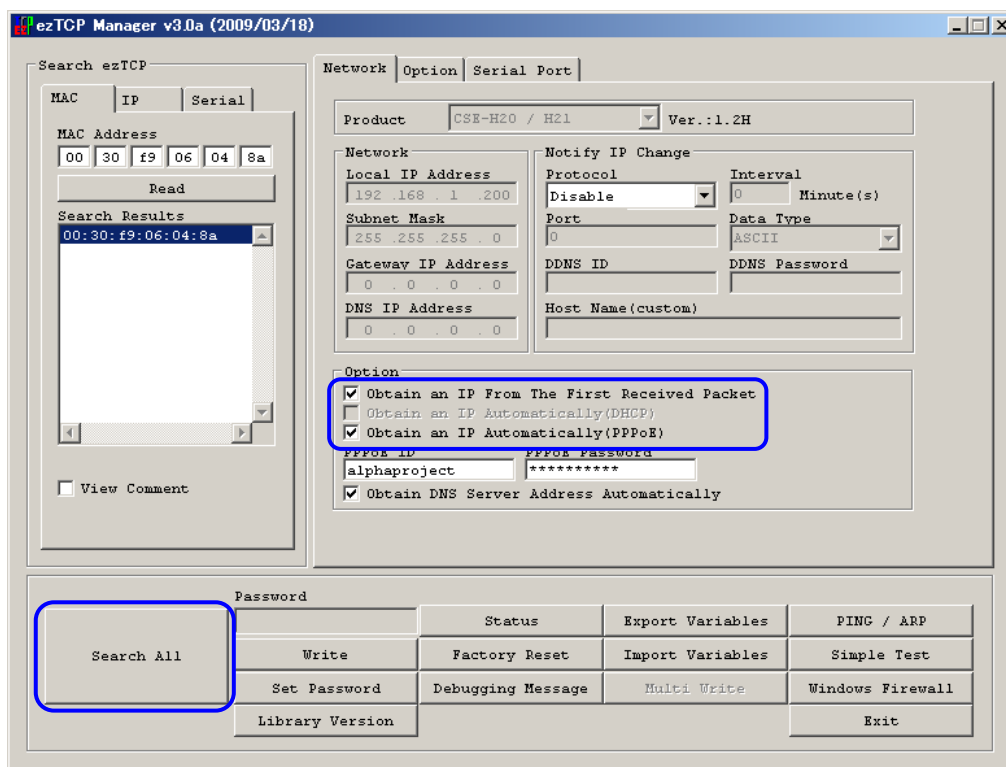 ezTCP Manager v3.0a (2009/03/18)
Search ezTCP
MAC IP Serial
MAC Address
00 30 f9 06 04 8a
Read
Search Results
00:30:f9:06:04:8a
View Comment
Network Option Serial Port
Product CSE-H20 / H21 Ver.:1.2H
Network
Local IP Address
192 .168 . 1 .200
Subnet Mask
255 .255 .255 . 0
Gateway IP Address
0 . 0 . 0 . 0
DNS IP Address
0 . 0 . 0 . 0
Notify IP Change
Protocol Interval
Disable 0 Minute(s)
Port Data Type
0 ASCII
DDNS ID DDNS Password
Host Name(custom)
Option
Obtain an IP From The First Received Packet
Obtain an IP Automatically(DHCP)
Obtain an IP Automatically(PPPoE)
PPPoE ID PPPoE Password
alphaproject **********
Obtain DNS Server Address Automatically
Password
Search All
Status Export Variables PING / ARP
Write Factory Reset Import Variables Simple Test
Set Password Debugging Message Multi Write Windows Firewall
Library Version Exit